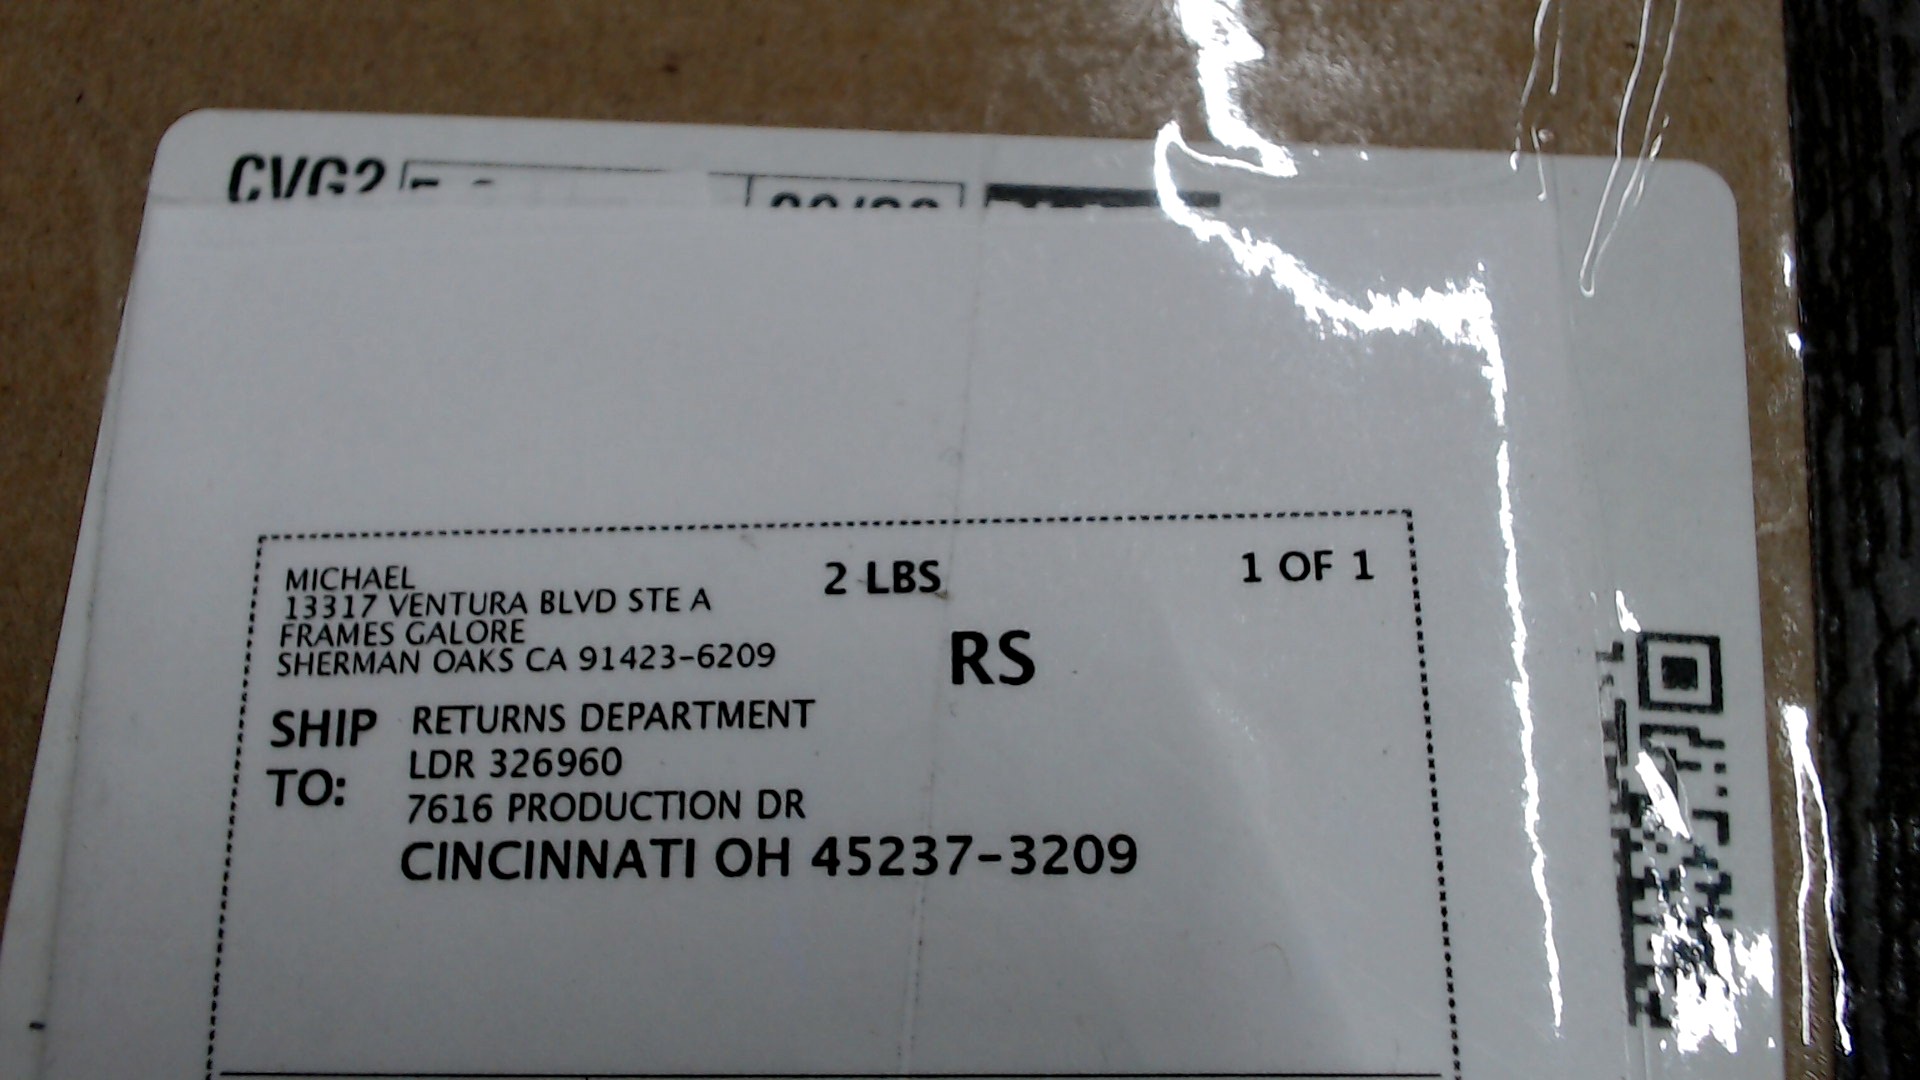 CVG2
MICHAEL
13317 VENTURA BLVD STE A
FRAMES GALORE
SHERMAN OAKS CA 91423-6209
2 LBS
1 OF 1
RS
SHIP TO:
RETURNS DEPARTMENT
LDR 326960
7616 PRODUCTION DR
CINCINNATI OH 45237-3209